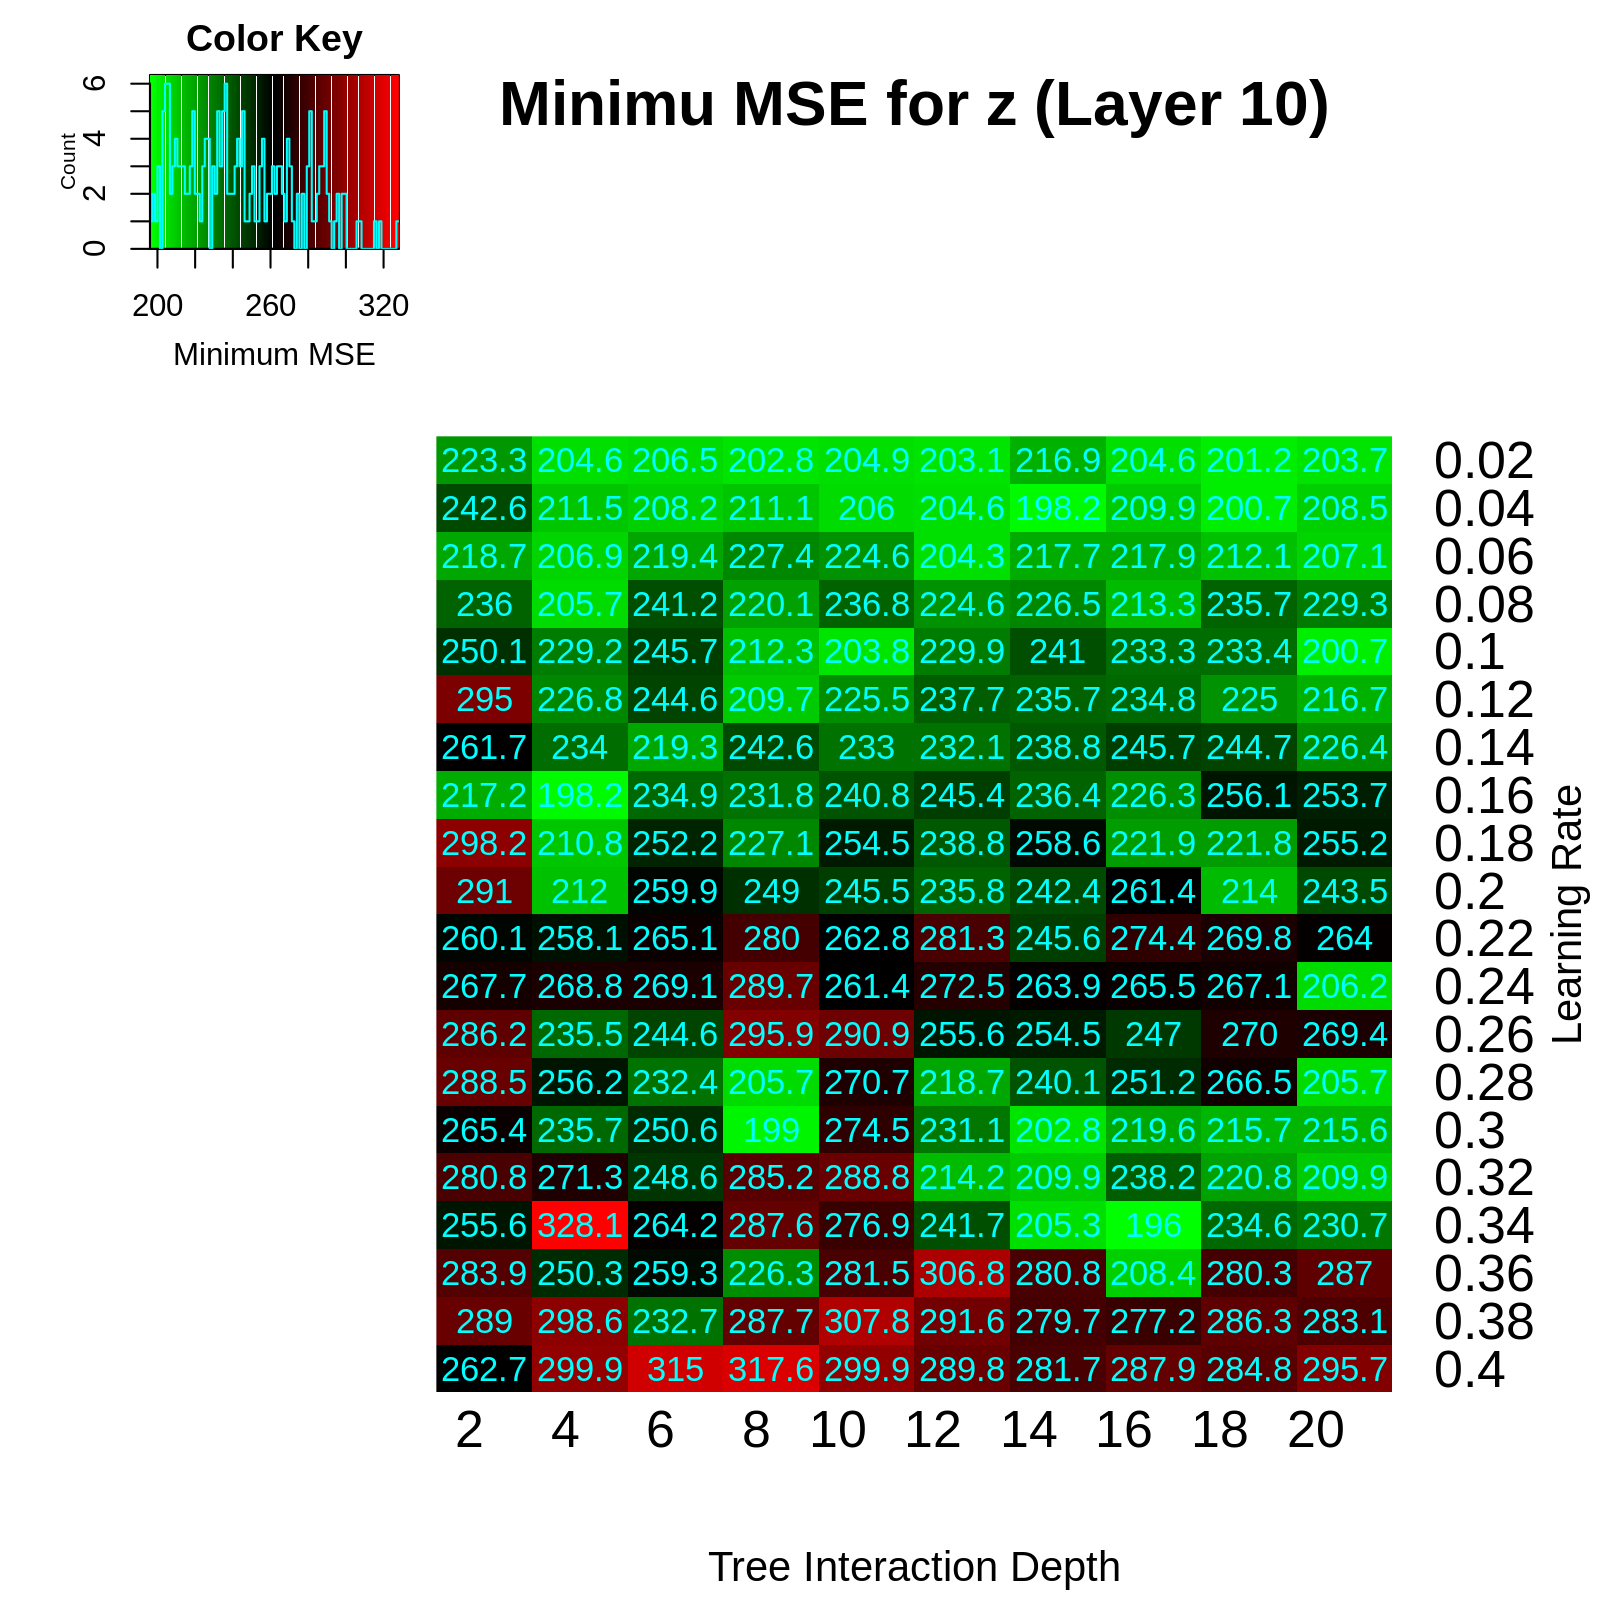 Color Key
Minimu MSE for z (Layer 10)
Count
0 2 4 6
200 260 320
Minimum MSE
223.3 204.6 206.5 202.8 204.9 203.1 216.9 204.6 201.2 203.7 0.02
242.6 211.5 208.2 211.1 206 204.6 198.2 209.9 200.7 208.5 0.04
218.7 206.9 219.4 227.4 224.6 204.3 217.7 217.9 212.1 207.1 0.06
236 205.7 241.2 220.1 236.8 224.6 226.5 213.3 235.7 229.3 0.08
250.1 229.2 245.7 212.3 203.8 229.9 241 233.3 233.4 200.7 0.1
295 226.8 244.6 209.7 225.5 237.7 235.7 234.8 225 216.7 0.12
261.7 234 219.3 242.6 233 232.1 238.8 245.7 244.7 226.4 0.14
217.2 198.2 234.9 231.8 240.8 245.4 236.4 226.3 256.1 253.7 0.16
298.2 210.8 252.2 227.1 254.5 238.8 258.6 221.9 221.8 255.2 0.18
291 212 259.9 249 245.5 235.8 242.4 261.4 214 243.5 0.2
260.1 258.1 265.1 280 262.8 281.3 245.6 274.4 269.8 264 0.22
267.7 268.8 269.1 289.7 261.4 272.5 263.9 265.5 267.1 206.2 0.24
286.2 235.5 244.6 295.9 290.9 255.6 254.5 247 270 269.4 0.26
288.5 256.2 232.4 205.7 270.7 218.7 240.1 251.2 266.5 205.7 0.28
265.4 235.7 250.6 199 274.5 231.1 202.8 219.6 215.7 215.6 0.3
280.8 271.3 248.6 285.2 288.8 214.2 209.9 238.2 220.8 209.9 0.32
255.6 328.1 264.2 287.6 276.9 241.7 205.3 196 234.6 230.7 0.34
283.9 250.3 259.3 226.3 281.5 306.8 280.8 208.4 280.3 287 0.36
289 298.6 232.7 287.7 307.8 291.6 279.7 277.2 286.3 283.1 0.38
262.7 299.9 315 317.6 299.9 289.8 281.7 287.9 284.8 295.7 0.4
Learning Rate
2 4 6 8 10 12 14 16 18 20
Tree Interaction Depth